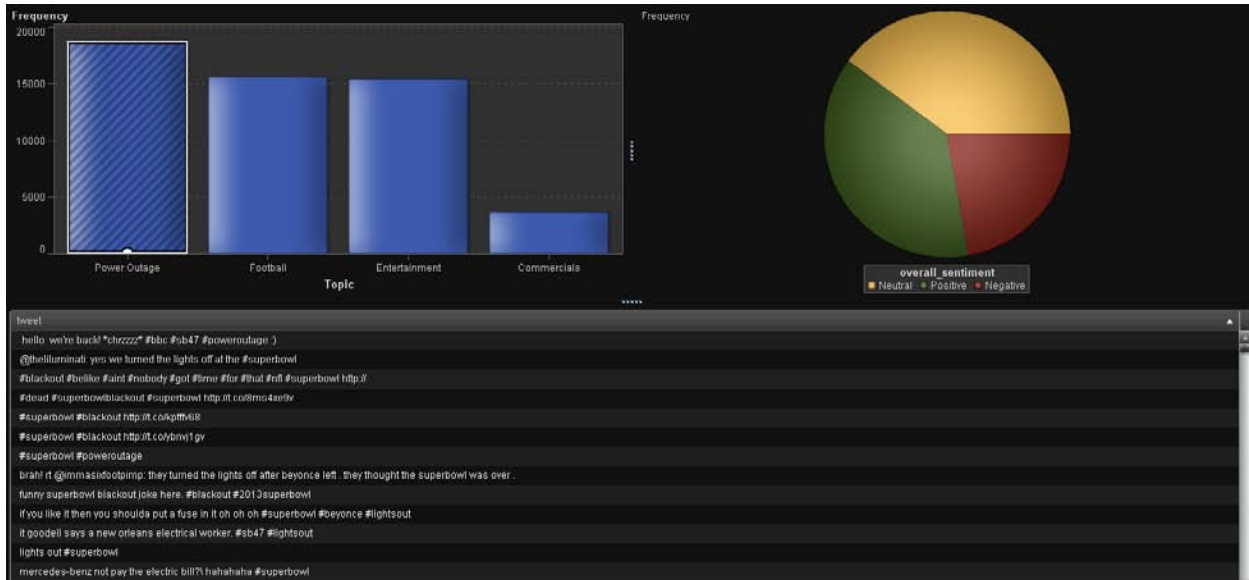 Frequency
20000
15000
10000
5000
0
Power Outage
Football
Entertainment
Commercials
Topic
Frequency
overall_sentiment
Neutral Positive Negative
tweet
hello we're back! *chrzzzz* #bbc #sb47 #poweroutage :)
@theilluminati: yes we turned the lights off at the #superbowl
#blackout #belike #aint #nobody #got #time #for #that #nfl #superbowl http://
#dead #superbowlblackout #superbowl http://t.co/8ms4xe9v
#superbowl #blackout
#superbowl #blackout http://t.co/ybnvj1gv
#superbowl #poweroutage
brah! rt @immasixfootpimp: they turned the lights off after beyonce left . they thought the superbowl was over .
funny superbowl blackout joke here. #blackout #2013superbowl
if you like it then you shoulda put a fuse in it oh oh oh #superbowl #beyonce #lightsout
it goodell says a new orleans electrical worker. #sb47 #lightsout
lights out #superbowl
mercedes-benz not pay the electric bill?\ hahahaha #superbowl